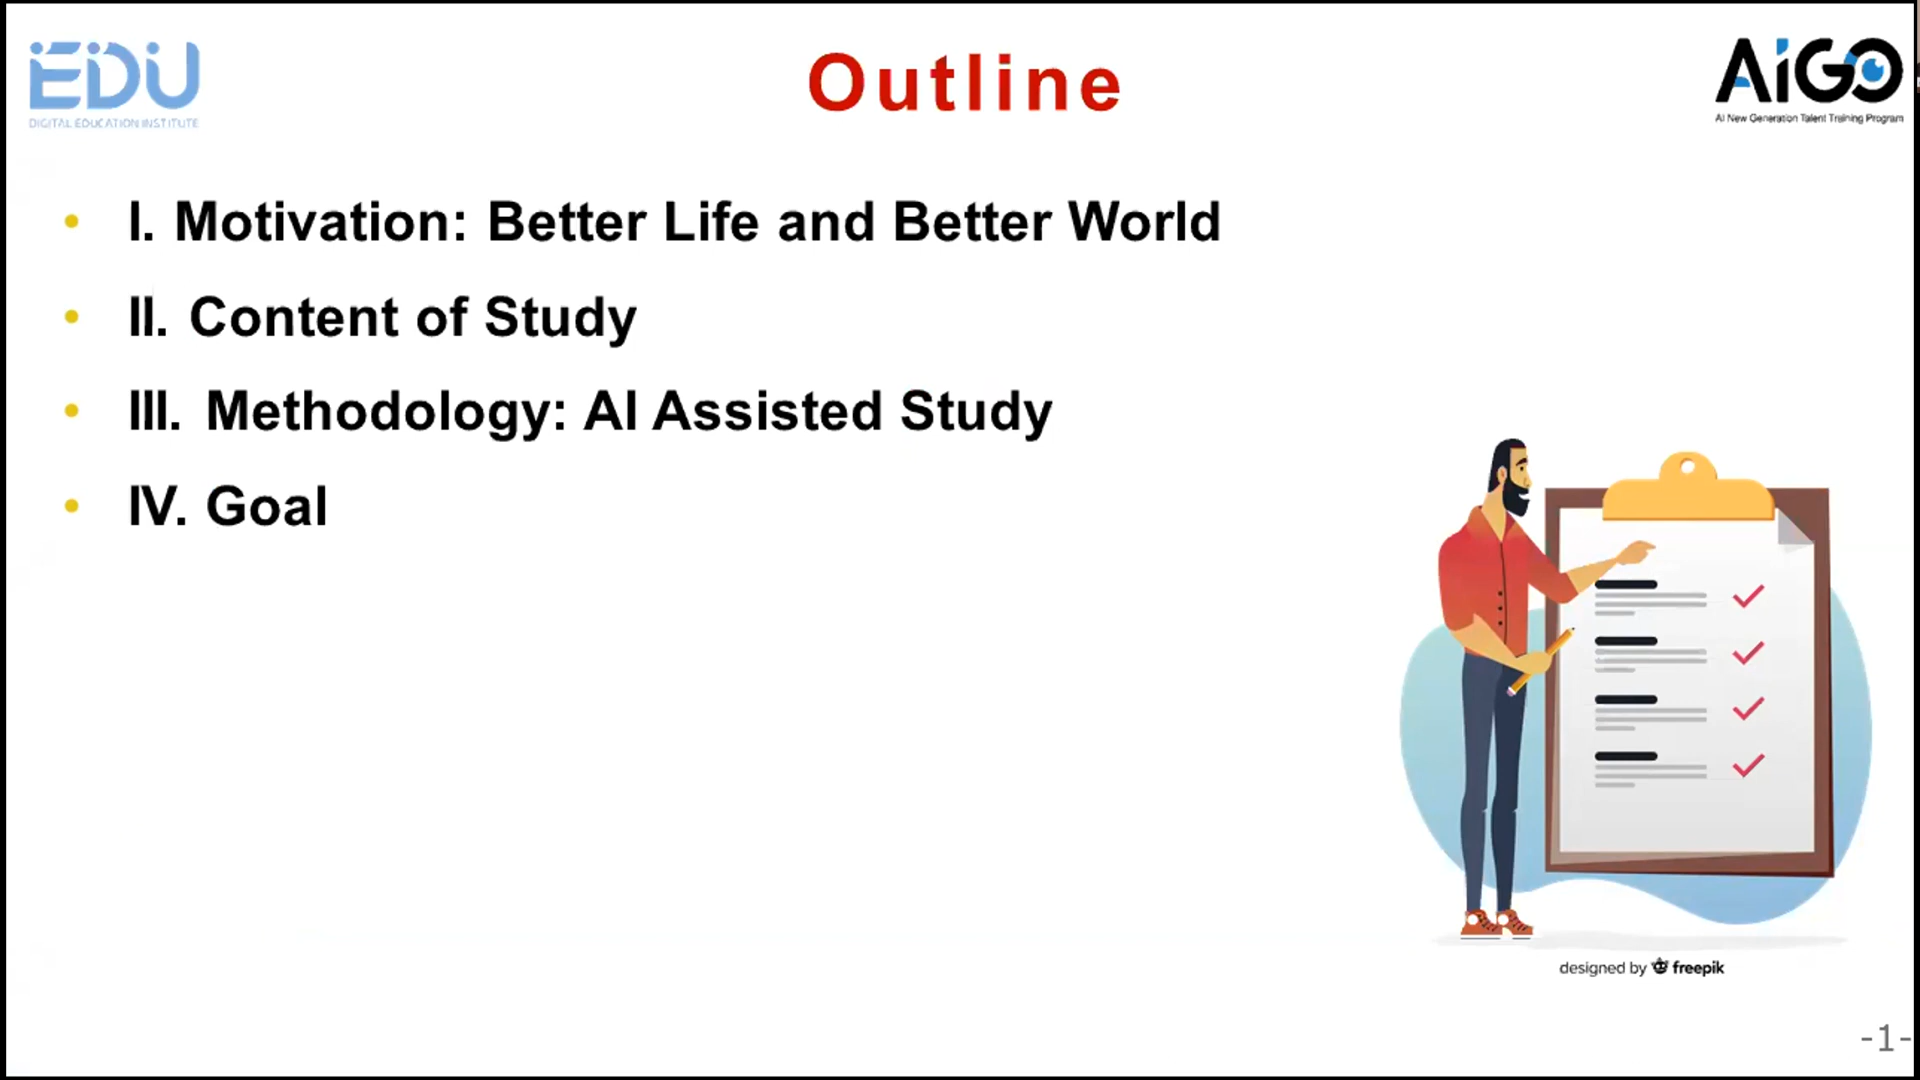 iEDU
DIGITAL EDUCATION INSTITUTE
Outline
AiGO
AI New Generation Talent Training Program
• I. Motivation: Better Life and Better World
• II. Content of Study
• III. Methodology: AI Assisted Study
• IV. Goal
designed by freepik
-1-